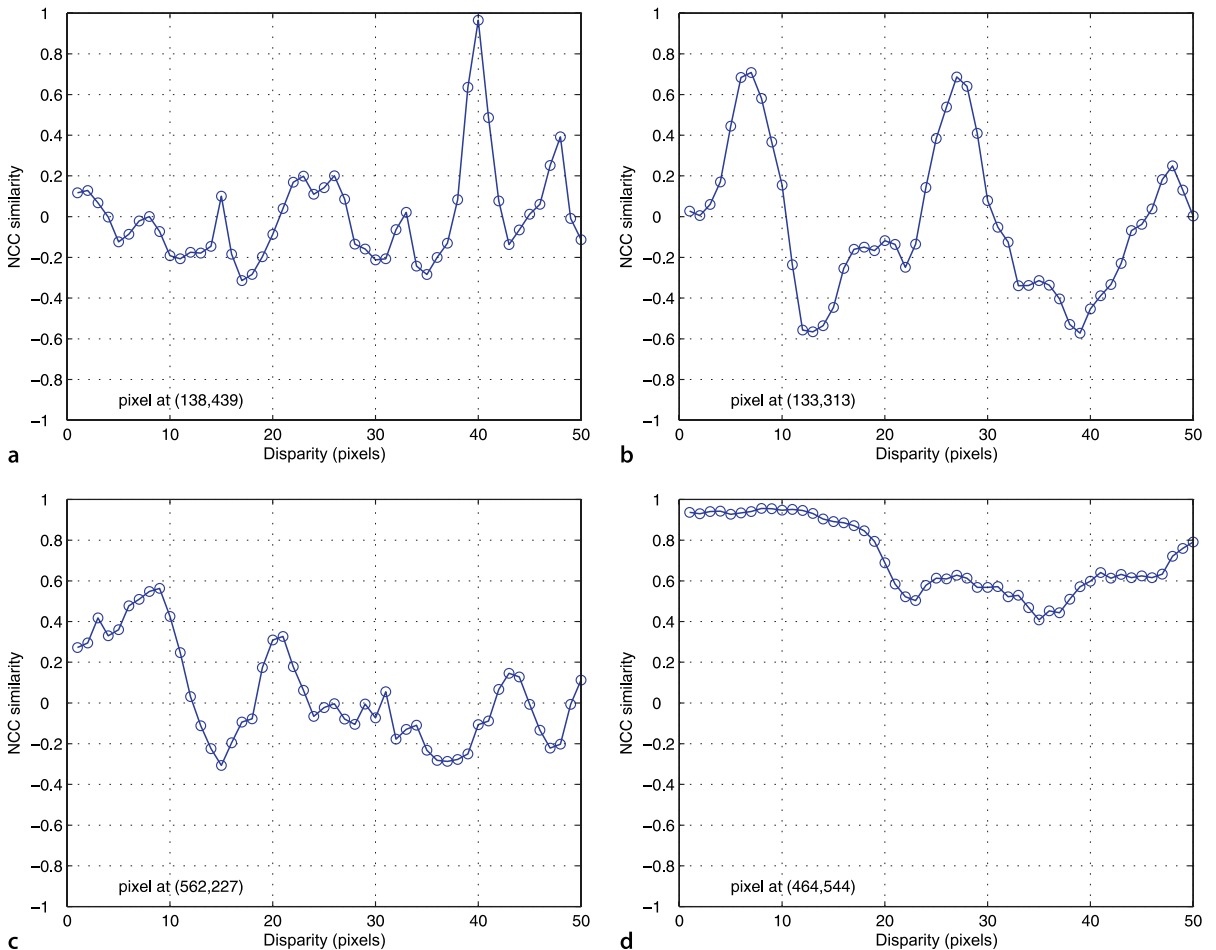 1
0.8
0.6
0.4
0.2
0
−0.2
−0.4
−0.6
−0.8
−1
NCC similarity
pixel at (138,439)
0 10 20 30 40 50
Disparity (pixels)
a
1
0.8
0.6
0.4
0.2
0
−0.2
−0.4
−0.6
−0.8
−1
NCC similarity
pixel at (133,313)
0 10 20 30 40 50
Disparity (pixels)
b
1
0.8
0.6
0.4
0.2
0
−0.2
−0.4
−0.6
−0.8
−1
NCC similarity
pixel at (562,227)
0 10 20 30 40 50
Disparity (pixels)
c
1
0.8
0.6
0.4
0.2
0
−0.2
−0.4
−0.6
−0.8
−1
NCC similarity
pixel at (464,544)
0 10 20 30 40 50
Disparity (pixels)
d